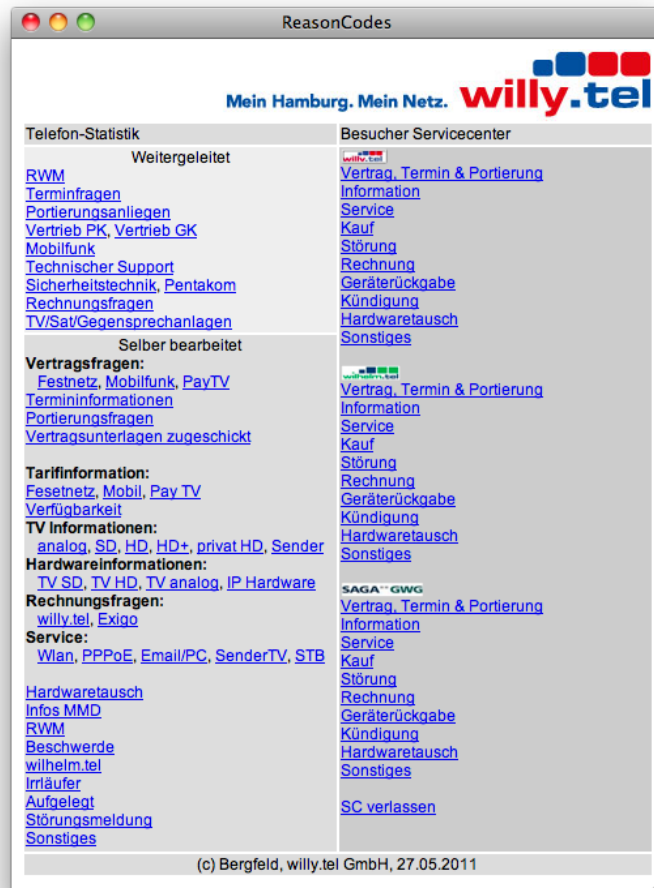 ReasonCodes
Mein Hamburg. Mein Netz. willy.tel
Telefon-Statistik
Weitergeleitet
RWM
Terminfragen
Portierungsanliegen
Vertrieb PK, Vertrieb GK
Mobilfunk
Technischer Support
Sicherheitstechnik, Pentakom
Rechnungsfragen
TV/Sat/Gegensprechanlagen
Selber bearbeitet
Vertragsfragen:
Festnetz, Mobilfunk, PayTV
Termininformationen
Portierungsfragen
Vertragsunterlagen zugeschickt
Tarifinformation:
Fesetnetz, Mobil, Pay TV
Verfügbarkeit
TV Informationen:
analog, SD, HD, HD+, privat HD, Sender
Hardwareinformationen:
TV SD, TV HD, TV analog, IP Hardware
Rechnungsfragen:
willy.tel, Exigo
Service:
Wlan, PPPoE, Email/PC, SenderTV, STB
Hardwaretausch
Infos MMD
RWM
Beschwerde
wilhelm.tel
Irrläufer
Aufgelegt
Störungsmeldung
Sonstiges
Besucher Servicecenter
willy.tel
Vertrag, Termin & Portierung
Information
Service
Kauf
Störung
Rechnung
Geräterückgabe
Kündigung
Hardwaretausch
Sonstiges
wilhelm.tel
Vertrag, Termin & Portierung
Information
Service
Kauf
Störung
Rechnung
Geräterückgabe
Kündigung
Hardwaretausch
Sonstiges
SAGA GWG
Vertrag, Termin & Portierung
Information
Service
Kauf
Störung
Rechnung
Geräterückgabe
Kündigung
Hardwaretausch
Sonstiges
SC verlassen
(c) Bergfeld, willy.tel GmbH, 27.05.2011